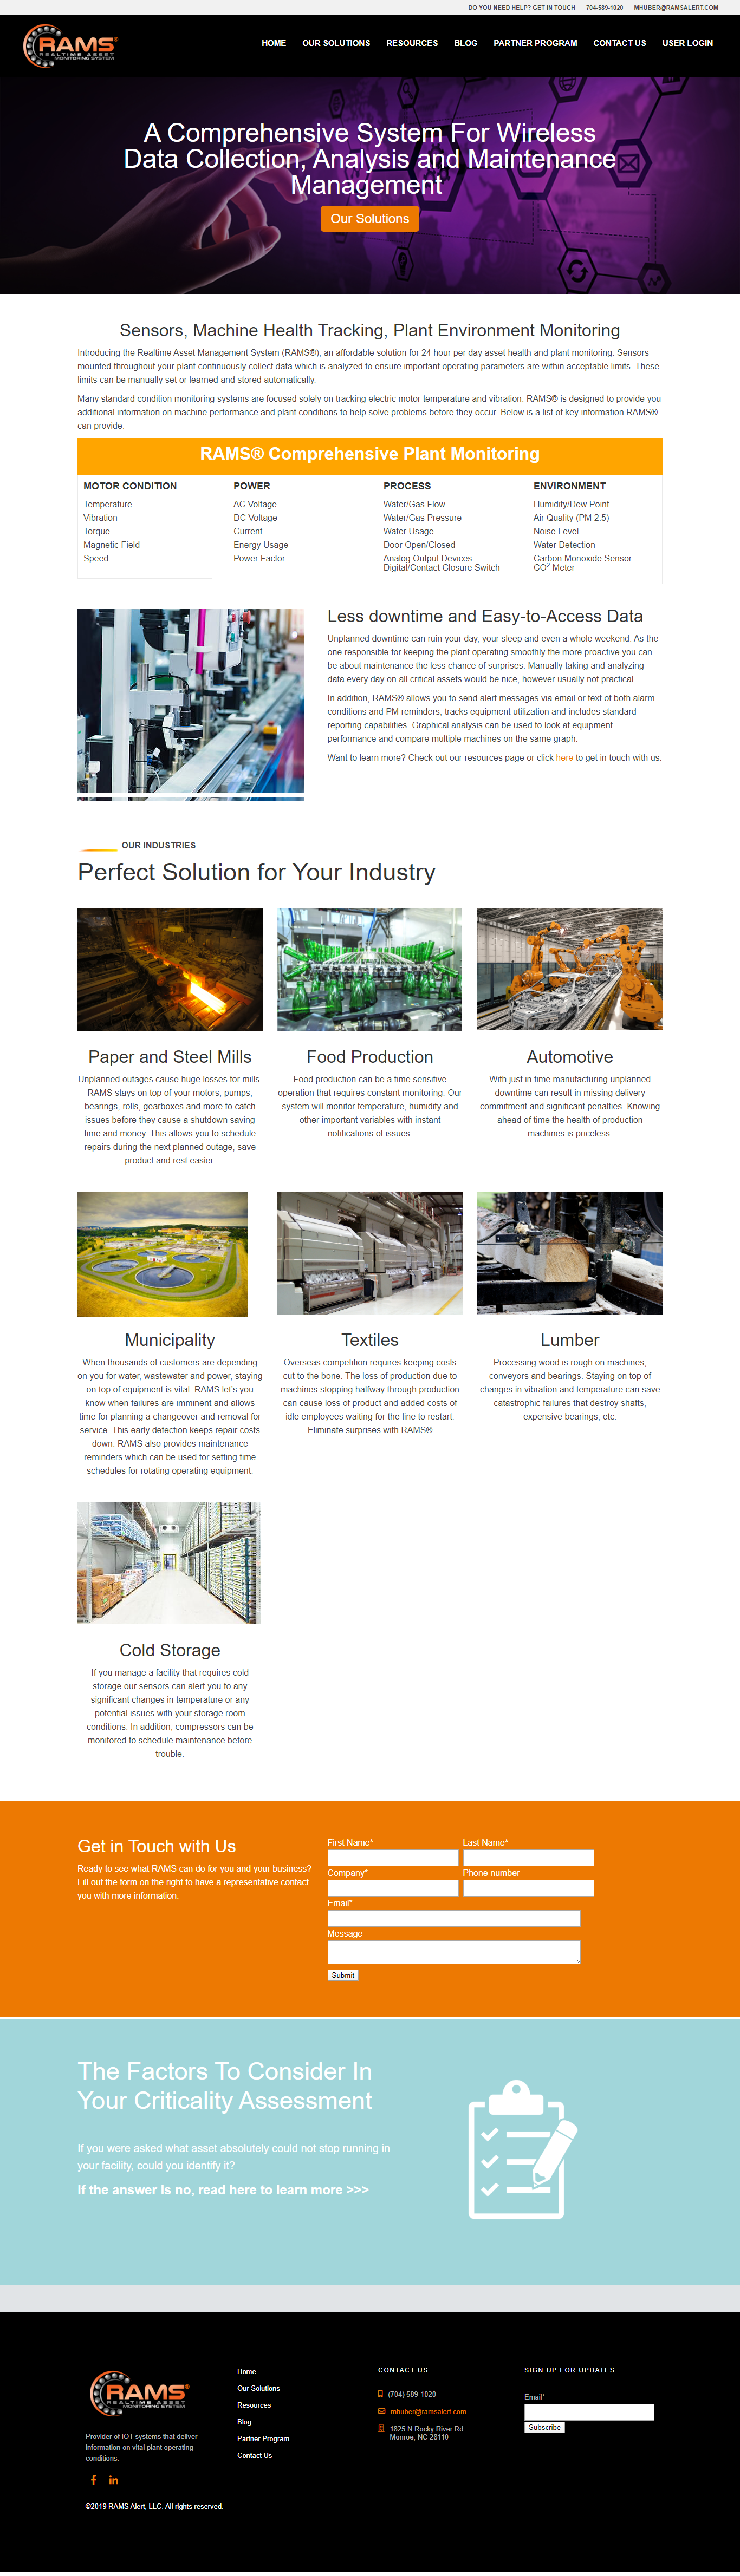 DO YOU NEED HELP? GET IN TOUCH 704-589-1020 MHUBER@RAMSALERT.COM
RAMS®
REALTIME ASSET
MONITORING SYSTEM
HOME OUR SOLUTIONS RESOURCES BLOG PARTNER PROGRAM CONTACT US USER LOGIN
A Comprehensive System For Wireless
Data Collection, Analysis and Maintenance
Management
Our Solutions
Sensors, Machine Health Tracking, Plant Environment Monitoring
Introducing the Realtime Asset Management System (RAMS®), an affordable solution for 24 hour per day asset health and plant monitoring. Sensors
mounted throughout your plant continuously collect data which is analyzed to ensure important operating parameters are within acceptable limits. These
limits can be manually set or learned and stored automatically.
Many standard condition monitoring systems are focused solely on tracking electric motor temperature and vibration. RAMS® is designed to provide you
additional information on machine performance and plant conditions to help solve problems before they occur. Below is a list of key information RAMS®
can provide.
RAMS® Comprehensive Plant Monitoring
MOTOR CONDITION
Temperature
Vibration
Torque
Magnetic Field
Speed
POWER
AC Voltage
DC Voltage
Current
Energy Usage
Power Factor
PROCESS
Water/Gas Flow
Water/Gas Pressure
Water Usage
Door Open/Closed
Analog Output Devices
Digital/Contact Closure Switch
ENVIRONMENT
Humidity/Dew Point
Air Quality (PM 2.5)
Noise Level
Water Detection
Carbon Monoxide Sensor
CO² Meter
Less downtime and Easy-to-Access Data
Unplanned downtime can ruin your day, your sleep and even a whole weekend. As the
one responsible for keeping the plant operating smoothly the more proactive you can
be about maintenance the less chance of surprises. Manually taking and analyzing
data every day on all critical assets would be nice, however usually not practical.
In addition, RAMS® allows you to send alert messages via email or text of both alarm
conditions and PM reminders, tracks equipment utilization and includes standard
reporting capabilities. Graphical analysis can be used to look at equipment
performance and compare multiple machines on the same graph.
Want to learn more? Check out our resources page or click here to get in touch with us.
OUR INDUSTRIES
Perfect Solution for Your Industry
Paper and Steel Mills
Unplanned outages cause huge losses for mills.
RAMS stays on top of your motors, pumps,
bearings, rolls, gearboxes and more to catch
issues before they cause a shutdown saving
time and money. This allows you to schedule
repairs during the next planned outage, save
product and rest easier.
Food Production
Food production can be a time sensitive
operation that requires constant monitoring. Our
system will monitor temperature, humidity and
other important variables with instant
notifications of issues.
Automotive
With just in time manufacturing unplanned
downtime can result in missing delivery
commitment and significant penalties. Knowing
ahead of time the health of production
machines is priceless.
Municipality
When thousands of customers are depending
on you for water, wastewater and power, staying
on top of equipment is vital. RAMS let's you
know when failures are imminent and allows
time for planning a changeover and removal for
service. This early detection keeps repair costs
down. RAMS also provides maintenance
reminders which can be used for setting time
schedules for rotating operating equipment.
Textiles
Overseas competition requires keeping costs
cut to the bone. The loss of production due to
machines stopping halfway through production
can cause loss of product and added costs of
idle employees waiting for the line to restart.
Eliminate surprises with RAMS®
Lumber
Processing wood is rough on machines,
conveyors and bearings. Staying on top of
changes in vibration and temperature can save
catastrophic failures that destroy shafts,
expensive bearings, etc.
Cold Storage
If you manage a facility that requires cold
storage our sensors can alert you to any
significant changes in temperature or any
potential issues with your storage room
conditions. In addition, compressors can be
monitored to schedule maintenance before
trouble.
Get in Touch with Us
Ready to see what RAMS can do for you and your business?
Fill out the form on the right to have a representative contact
you with more information.
First Name* Last Name*
Company* Phone number
Email*
Message
Submit
The Factors To Consider In
Your Criticality Assessment
If you were asked what asset absolutely could not stop running in
your facility, could you identify it?
If the answer is no, read here to learn more >>>
RAMS®
REALTIME ASSET
MONITORING SYSTEM
Provider of IOT systems that deliver
information on vital plant operating
conditions.
©2019 RAMS Alert, LLC. All rights reserved.
Home
Our Solutions
Resources
Blog
Partner Program
Contact Us
CONTACT US
(704) 589-1020
mhuber@ramsalert.com
1825 N Rocky River Rd
Monroe, NC 28110
SIGN UP FOR UPDATES
Email*
Subscribe